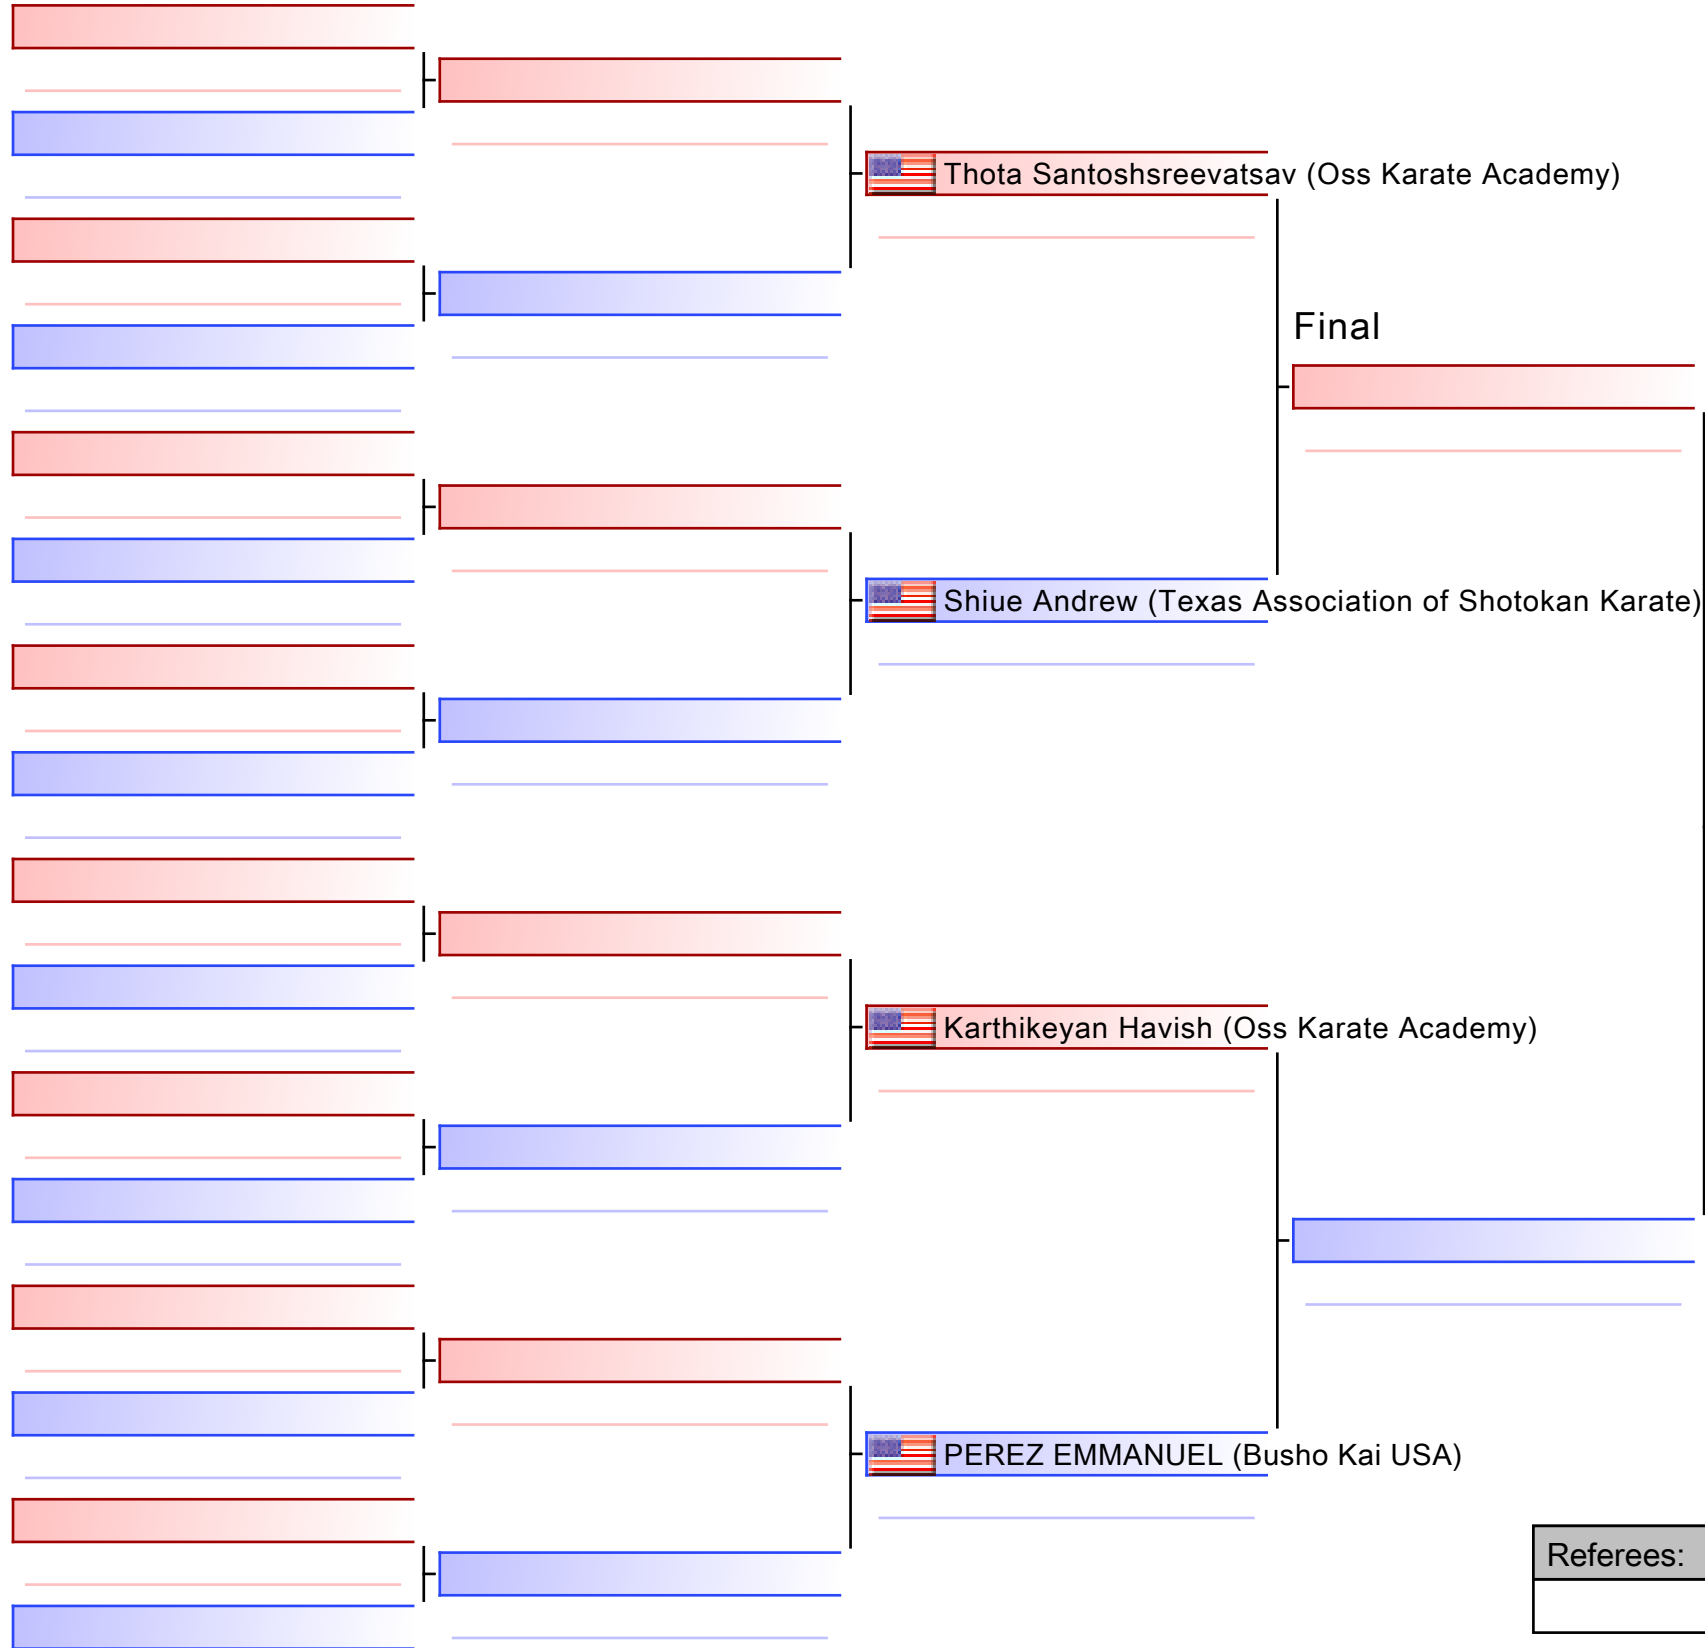 Thota Santoshsreevatsav (Oss Karate Academy)
Final
Shiue Andrew (Texas Association of Shotokan Karate)
Karthikeyan Havish (Oss Karate Academy)
PEREZ EMMANUEL (Busho Kai USA)
Referees: